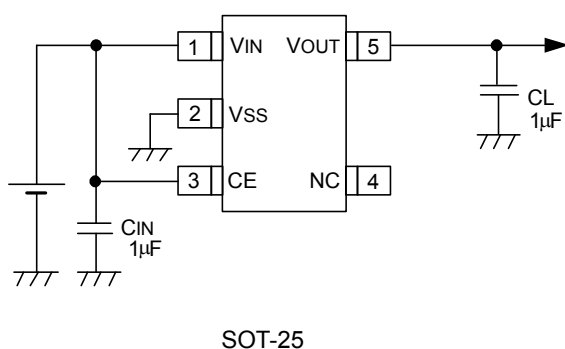 1 VIN VOUT 5
2 VSS
3 CE NC 4
CL
1µF
CIN
1µF
SOT-25